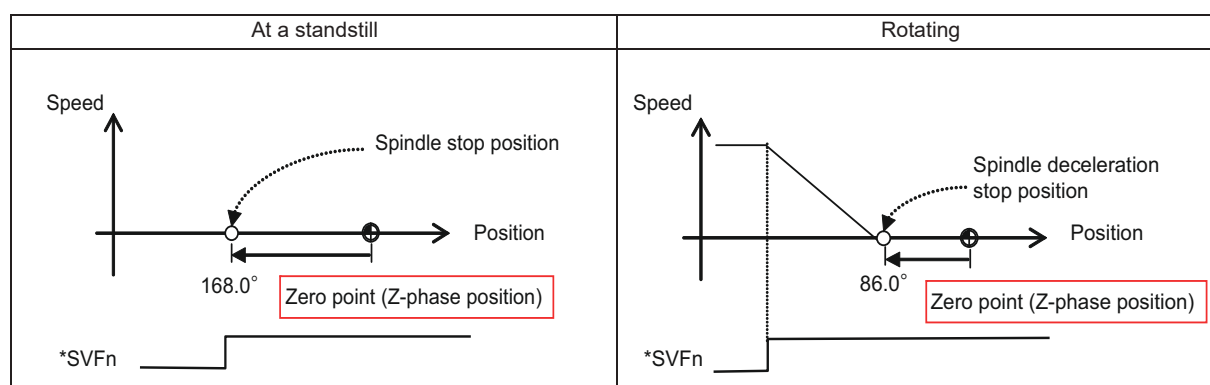 At a standstill
Rotating
Speed
Spindle stop position
Position
168.0°
Zero point (Z-phase position)
*SVFn
Speed
Spindle deceleration
stop position
Position
86.0°
Zero point (Z-phase position)
*SVFn